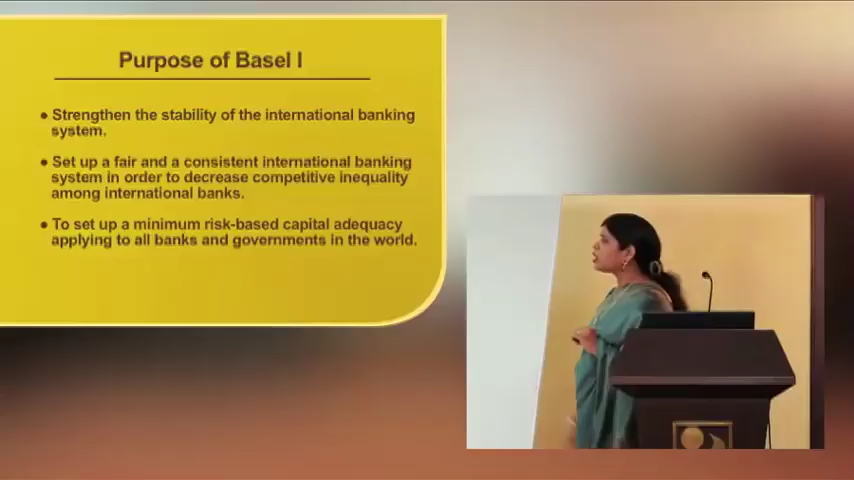 Purpose of Basel I
● Strengthen the stability of the international banking
system.
● Set up a fair and a consistent international banking
system in order to decrease competitive inequality
among international banks.
● To set up a minimum risk-based capital adequacy
applying to all banks and governments in the world.